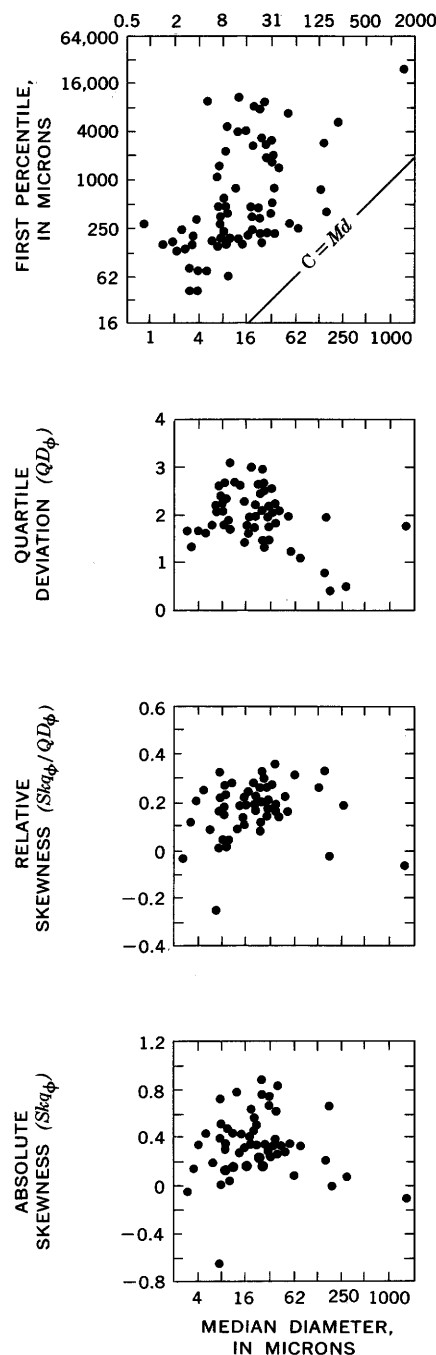 0.5 2 8 31 125 500 2000
64,000
16,000
4000
1000
250
62
16
FIRST PERCENTILE,
IN MICRONS
C = Md
1 4 16 62 250 1000
4
3
2
1
0
QUARTILE
DEVIATION (QDϕ)
0.6
0.4
0.2
0
−0.2
−0.4
RELATIVE
SKEWNESS (Skqϕ/QDϕ)
1.2
0.8
0.4
0
−0.4
−0.8
ABSOLUTE
SKEWNESS (Skqϕ)
4 16 62 250 1000
MEDIAN DIAMETER,
IN MICRONS